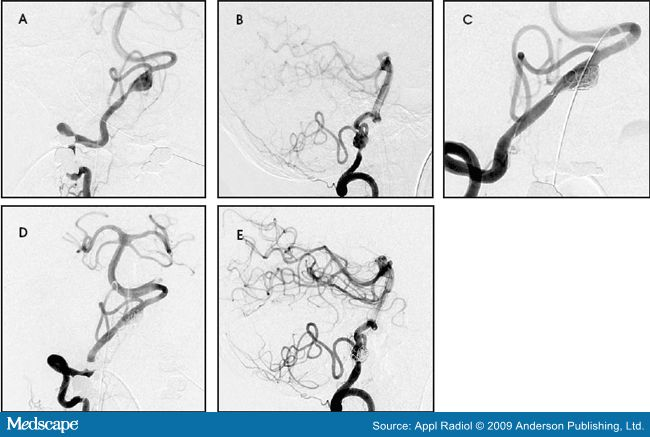 A
B
C
D
E
Medscape
Source: Appl Radiol © 2009 Anderson Publishing, Ltd.